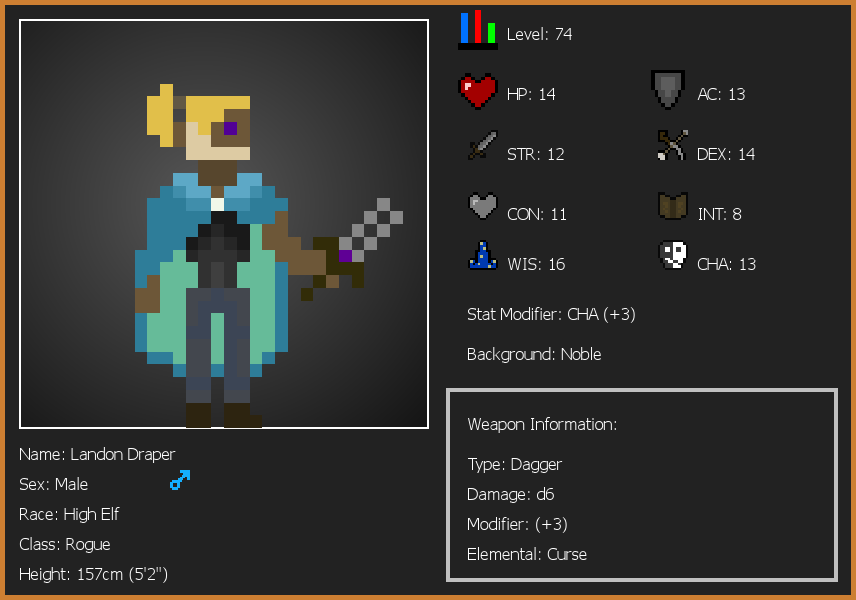 Level: 74
HP: 14
AC: 13
STR: 12
DEX: 14
CON: 11
INT: 8
WIS: 16
CHA: 13
Stat Modifier: CHA (+3)
Background: Noble
Weapon Information:
Type: Dagger
Damage: d6
Modifier: (+3)
Elemental: Curse
Name: Landon Draper
Sex: Male
Race: High Elf
Class: Rogue
Height: 157cm (5'2")